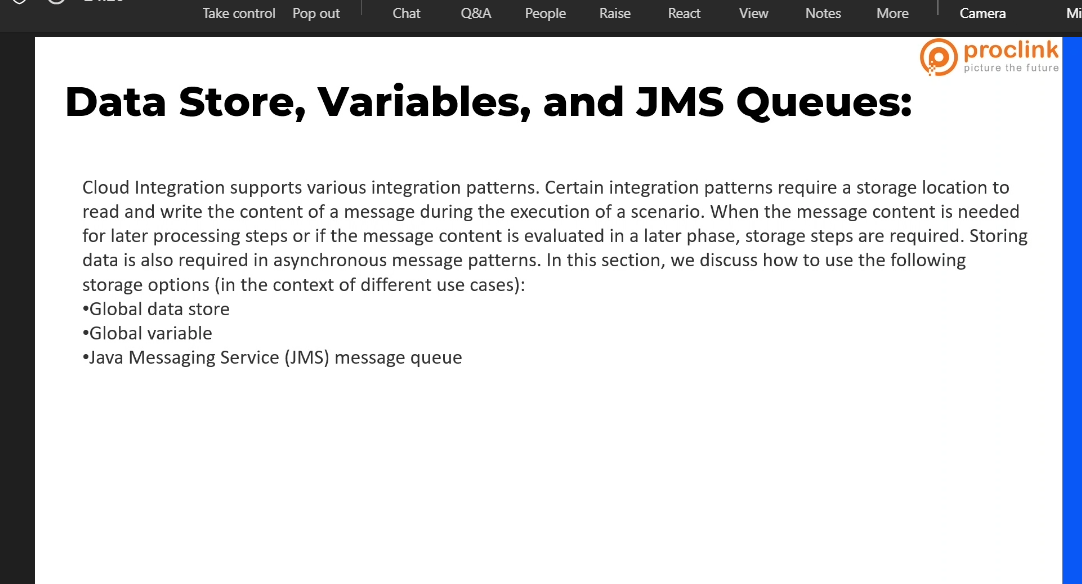 Take control Pop out Chat Q&A People Raise React View Notes More Camera
proclink
picture the future
Data Store, Variables, and JMS Queues:
Cloud Integration supports various integration patterns. Certain integration patterns require a storage location to
read and write the content of a message during the execution of a scenario. When the message content is needed
for later processing steps or if the message content is evaluated in a later phase, storage steps are required. Storing
data is also required in asynchronous message patterns. In this section, we discuss how to use the following
storage options (in the context of different use cases):
•Global data store
•Global variable
•Java Messaging Service (JMS) message queue